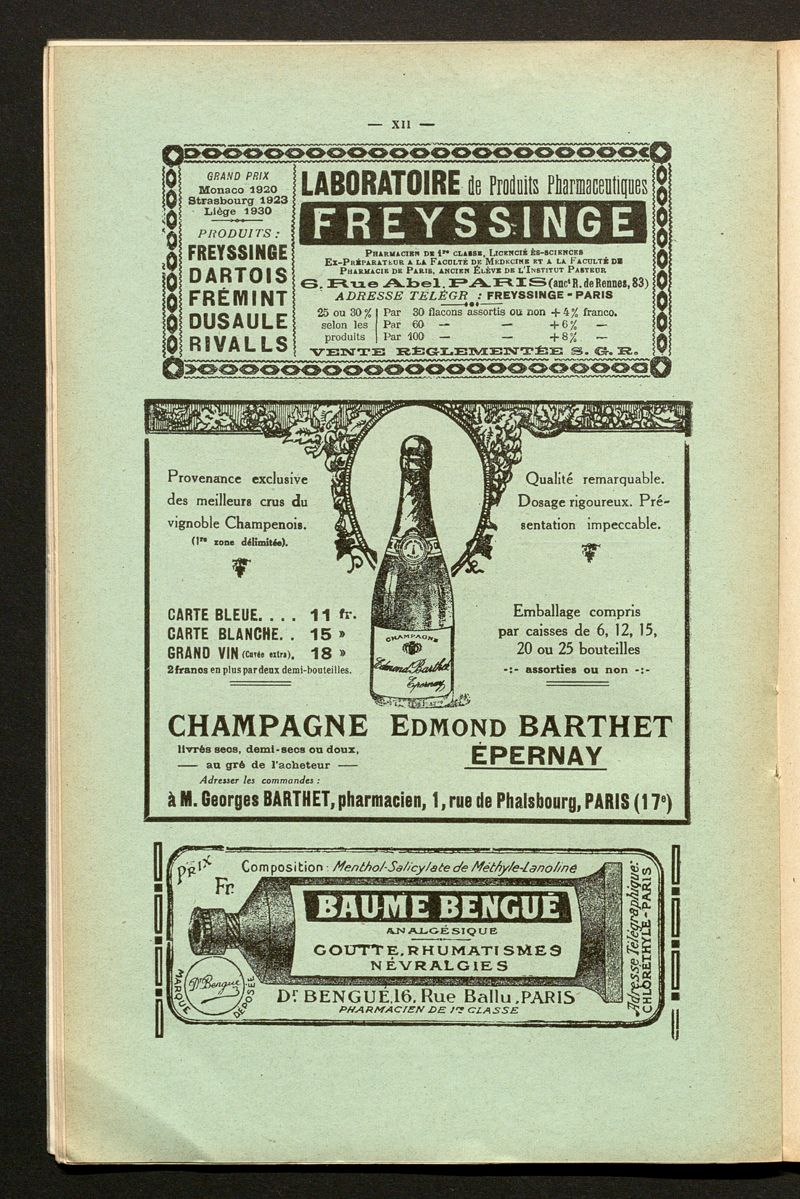 — XII —
GRAND PRIX
Monaco 1920
Strasbourg 1923
Liège 1930
PRODUITS :
FREYSSINGE
DARTOIS
FRÉMINT
DUSAULE
RIVALLS
LABORATOIRE de Produits Pharmaceutiques
FREYSSINGE
PHARMACIEN DE 1re CLASSE, LICENCIÉ ÈS-SCIENCES
EX-PRÉPARATEUR A LA FACULTÉ DE MÉDECINE ET A LA FACULTÉ DE
PHARMACIE DE PARIS, ANCIEN ÉLÈVE DE L'INSTITUT PASTEUR
6. Rue Abel. PARIS (anct R. de Rennes, 83)
ADRESSE TÉLÉGR. : FREYSSINGE - PARIS
25 ou 30 % | Par 30 flacons assortis ou non + 4 % franco.
selon les | Par 60 — — + 6 % —
produits | Par 100 — — + 8 % —
VENTE RÉGLEMENTÉE S. G. R.
Provenance exclusive
des meilleurs crus du
vignoble Champenois.
(1re zone délimitée).
Qualité remarquable.
Dosage rigoureux. Pré-
sentation impeccable.
CARTE BLEUE. . . . 11 fr.
CARTE BLANCHE. . 15 »
GRAND VIN (Cuvée extra). 18 »
2 francs en plus par deux demi-bouteilles.
Emballage compris
par caisses de 6, 12, 15,
20 ou 25 bouteilles
-:- assorties ou non -:-
CHAMPAGNE
Edmond Barthet
Épernay
CHAMPAGNE EDMOND BARTHET
livrés secs, demi-secs ou doux,
— au gré de l'acheteur —
ÉPERNAY
Adresser les commandes :
à M. Georges BARTHET, pharmacien, 1, rue de Phalsbourg, PARIS (17e)
PRIX
Fr.
Composition : Menthol-Salicylate de Méthyle-Lanoline
BAUME BENGUÉ
ANALGÉSIQUE
GOUTTE, RHUMATISMES
NÉVRALGIES
Dr Bengué
MARQUE DÉPOSÉE
Dr BENGUÉ, 16, Rue Ballu, PARIS
PHARMACIEN DE 1re CLASSE
Adresse Télégraphique:
CHLORÉTHYLE-PARIS